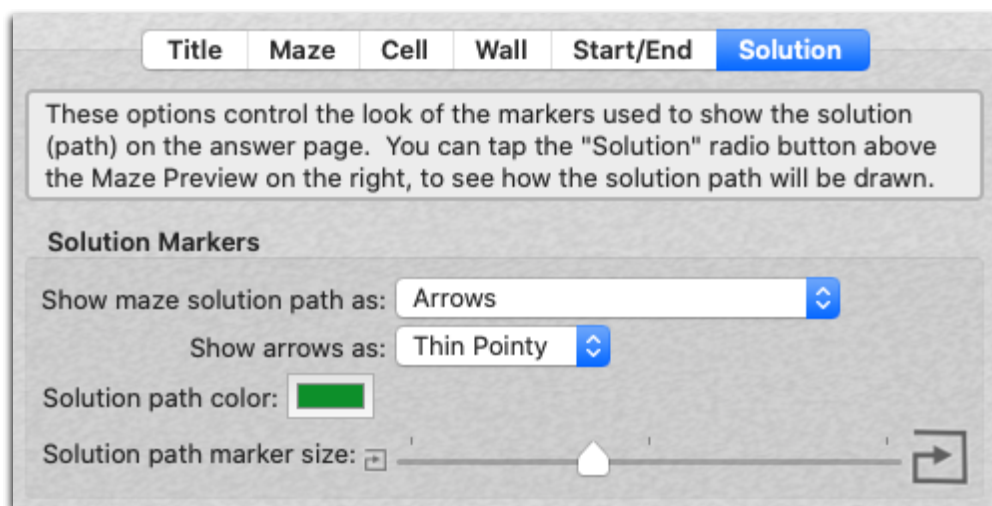 Title Maze Cell Wall Start/End Solution
These options control the look of the markers used to show the solution
(path) on the answer page.  You can tap the "Solution" radio button above
the Maze Preview on the right, to see how the solution path will be drawn.
Solution Markers
Show maze solution path as: Arrows
Show arrows as: Thin Pointy
Solution path color:
Solution path marker size: